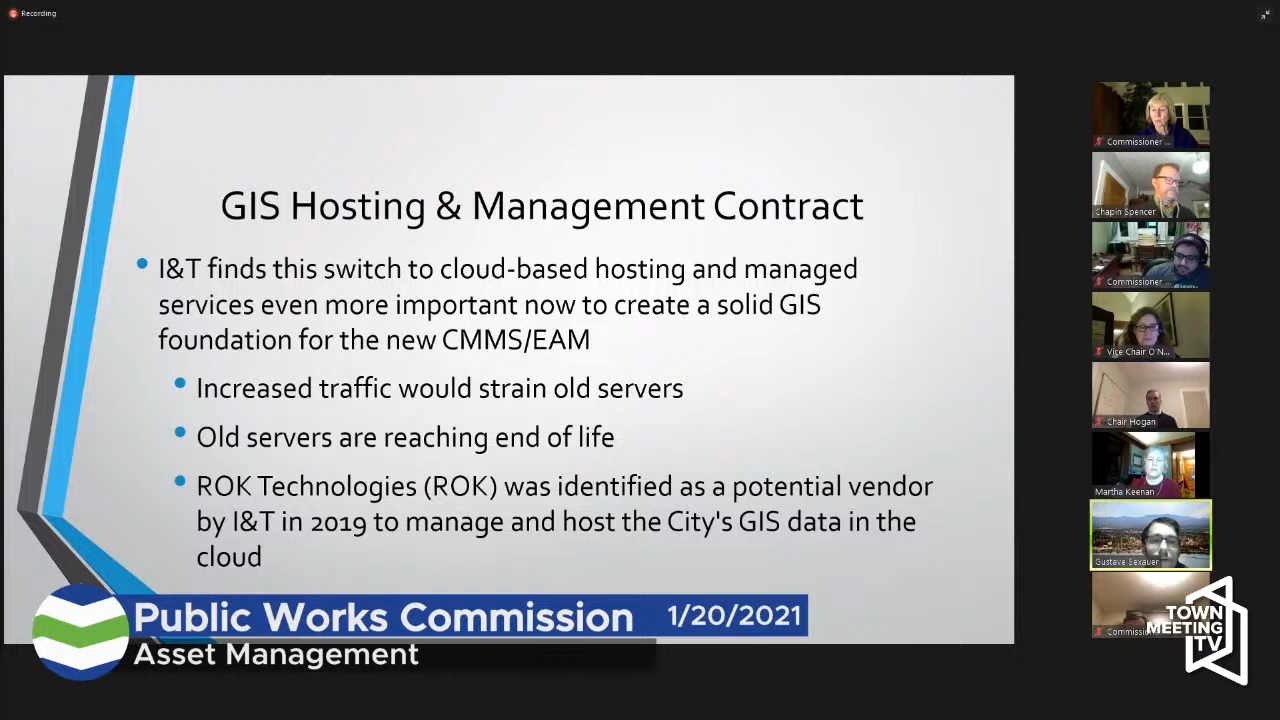 Recording
GIS Hosting & Management Contract
I&T finds this switch to cloud-based hosting and managed
services even more important now to create a solid GIS
foundation for the new CMMS/EAM
Increased traffic would strain old servers
Old servers are reaching end of life
ROK Technologies (ROK) was identified as a potential vendor
by I&T in 2019 to manage and host the City's GIS data in the
cloud
Public Works Commission 1/20/2021
Asset Management
Commissioner ...
Chapin Spencer
Commissioner ...
Vice Chair O'N...
Chair Hogan
Martha Keenan
Gustave Sexauer
TOWN
MEETING
TV